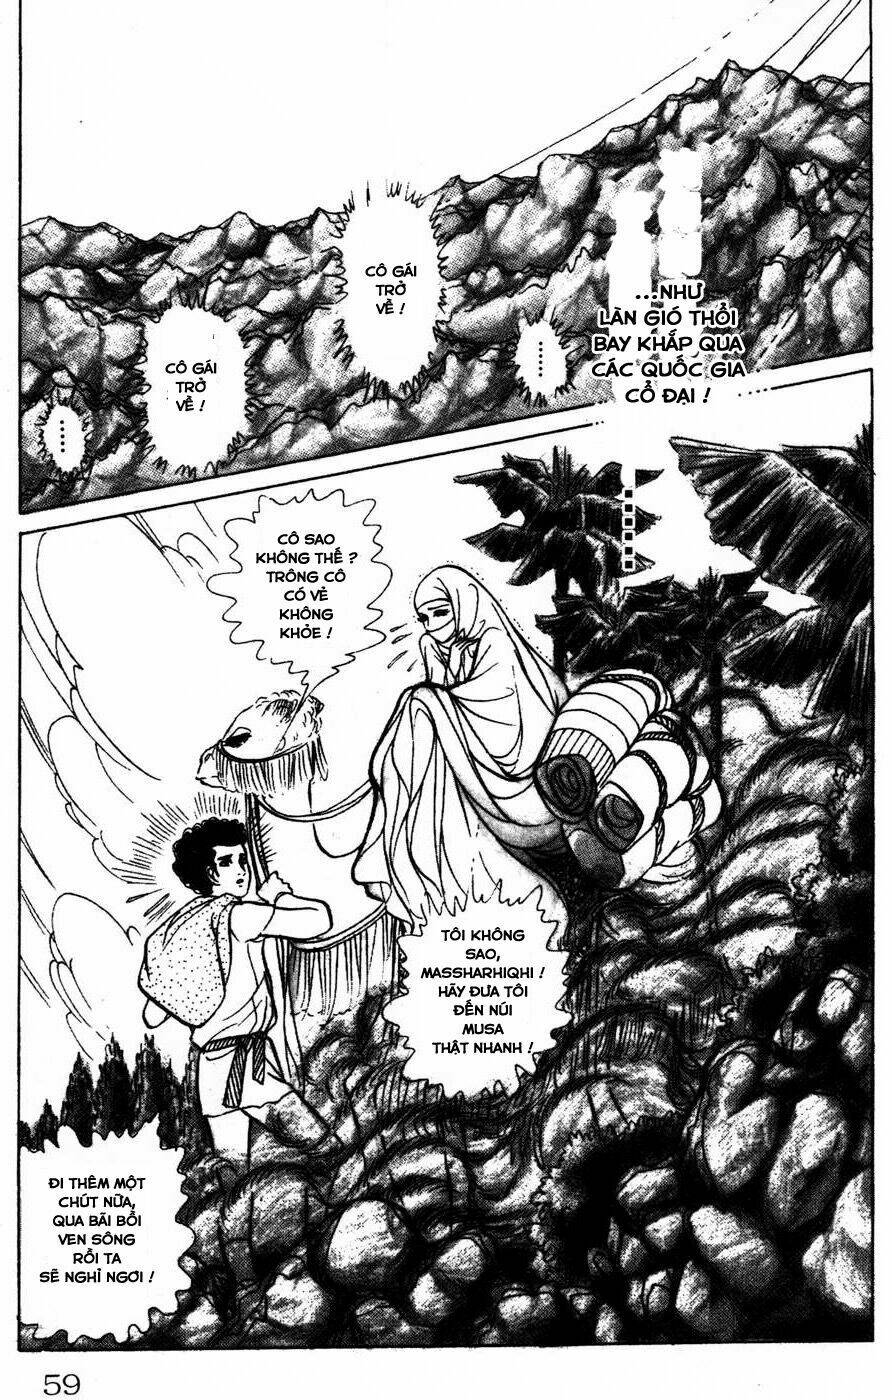 ...NHƯ
LÀN GIÓ THỔI
BAY KHẮP QUA
CÁC QUỐC GIA
CỔ ĐẠI !
......
CÔ GÁI
TRỞ
VỀ !
CÔ GÁI
TRỞ
VỀ !
......
......
CÔ SAO
KHÔNG THẾ ?
TRÔNG CÔ
CÓ VẺ
KHÔNG
KHỎE !
TÔI KHÔNG
SAO,
MASSHARHIQHI !
HÃY ĐƯA TÔI
ĐẾN NÚI
MUSA
THẬT NHANH !
ĐI THÊM MỘT
CHÚT NỮA,
QUA BÃI BỒI
VEN SÔNG
RỒI TA
SẼ NGHỈ NGƠI !
59